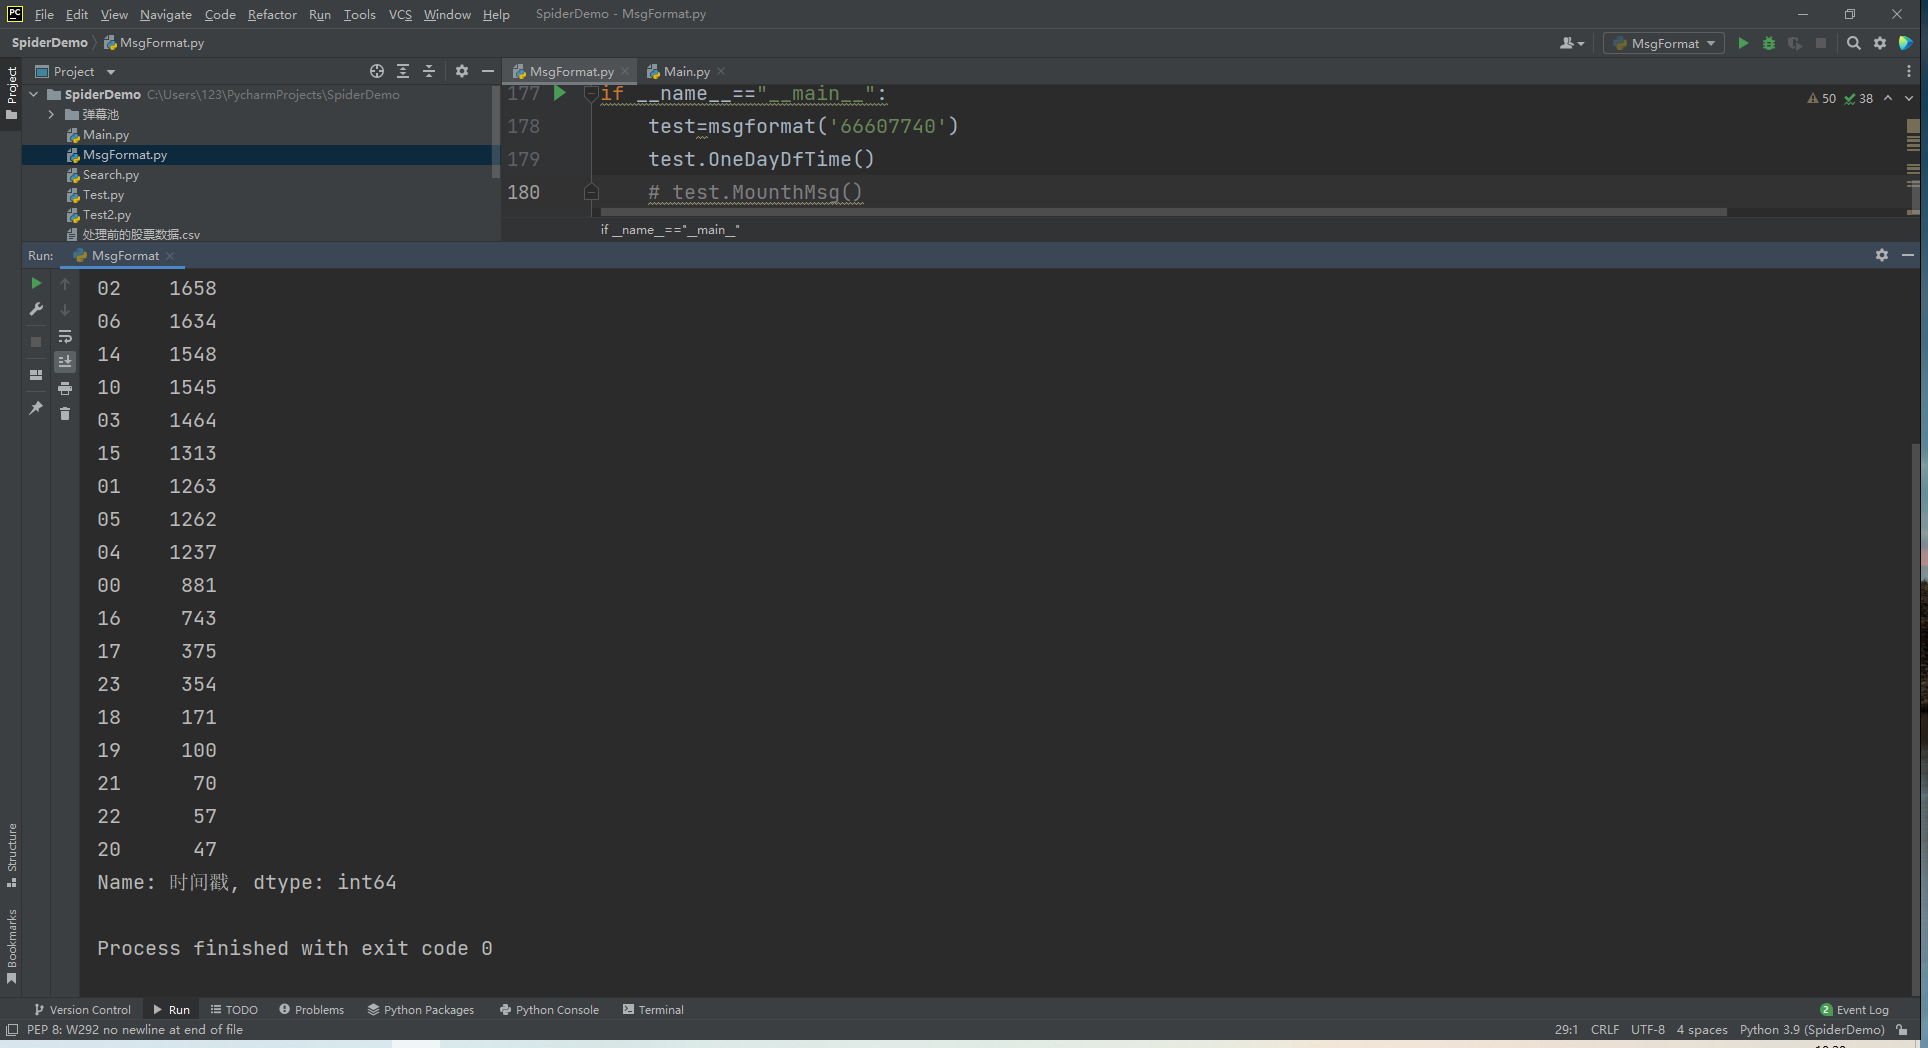 PC File Edit View Navigate Code Refactor Run Tools VCS Window Help SpiderDemo - MsgFormat.py
SpiderDemo MsgFormat.py MsgFormat
Project MsgFormat.py Main.py
Project
SpiderDemo C:\Users\123\PycharmProjects\SpiderDemo
弹幕池
Main.py
MsgFormat.py
Search.py
Test.py
Test2.py
处理前的股票数据.csv
177 if __name__=="__main__":
50 38
178 test=msgformat('66607740')
179 test.OneDayDfTime()
180 # test.MounthMsg()
if __name__=="__main__"
Run: MsgFormat
02 1658
06 1634
14 1548
10 1545
03 1464
15 1313
01 1263
05 1262
04 1237
00 881
16 743
17 375
23 354
18 171
19 100
21 70
22 57
20 47
Name: 时间戳, dtype: int64
Process finished with exit code 0
Structure
Bookmarks
Version Control Run TODO Problems Python Packages Python Console Terminal 2 Event Log
PEP 8: W292 no newline at end of file 29:1 CRLF UTF-8 4 spaces Python 3.9 (SpiderDemo)